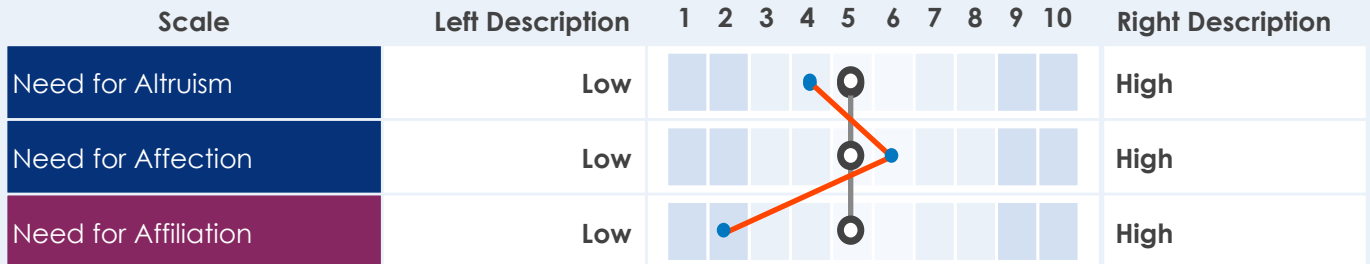 Scale Left Description 1 2 3 4 5 6 7 8 9 10 Right Description
Need for Altruism Low High
Need for Affection Low High
Need for Affiliation Low High